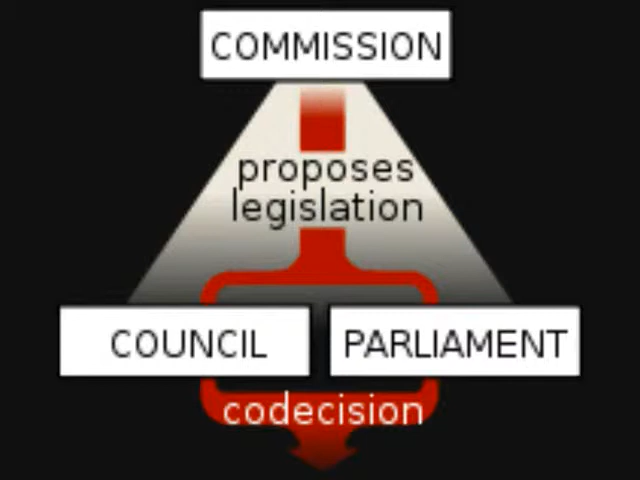 COMMISSION
proposes
legislation
COUNCIL
PARLIAMENT
codecision